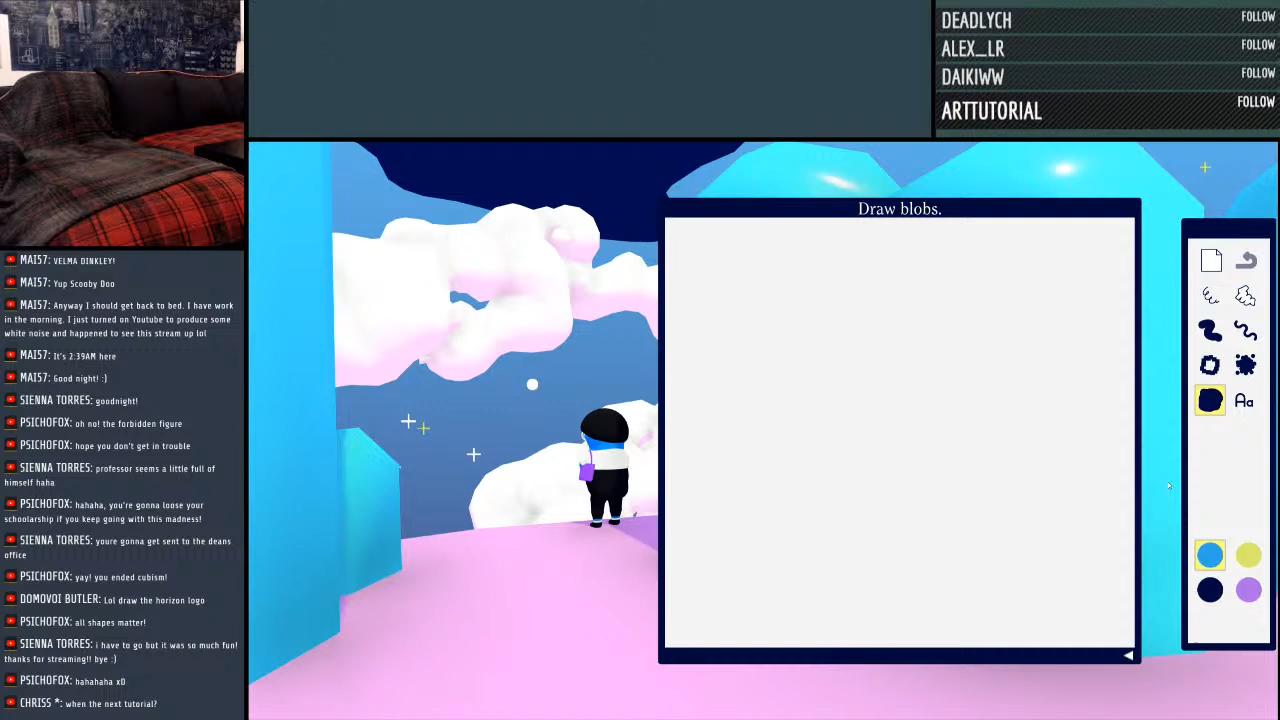 DEADLYCH FOLLOW
ALEX_LR FOLLOW
DAIKIWW FOLLOW
ARTTUTORIAL FOLLOW
Draw blobs.
Aa
MAI57: VELMA DINKLEY!
MAI57: Yup Scooby Doo
MAI57: Anyway I should get back to bed. I have work
in the morning. I just turned on Youtube to produce some
white noise and happened to see this stream up lol
MAI57: It's 2:39AM here
MAI57: Good night! :)
SIENNA TORRES: goodnight!
PSICHOFOX: oh no! the forbidden figure
PSICHOFOX: hope you don't get in trouble
SIENNA TORRES: professor seems a little full of
himself haha
PSICHOFOX: hahaha, you're gonna loose your
schoolarship if you keep going with this madness!
SIENNA TORRES: youre gonna get sent to the deans
office
PSICHOFOX: yay! you ended cubism!
DOMOVOI BUTLER: Lol draw the horizon logo
PSICHOFOX: all shapes matter!
SIENNA TORRES: i have to go but it was so much fun!
thanks for streaming!! bye :)
PSICHOFOX: hahahaha xD
CHRISS *: when the next tutorial?